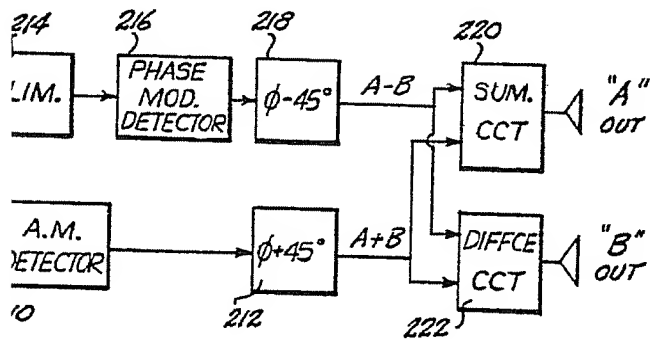 214
216
218
220
LIM.
PHASE
MOD.
DETECTOR
φ-45°
A-B
SUM.
CCT
"A"
OUT
A.M.
DETECTOR
φ+45°
A+B
DIFFCE
CCT
"B"
OUT
212
222